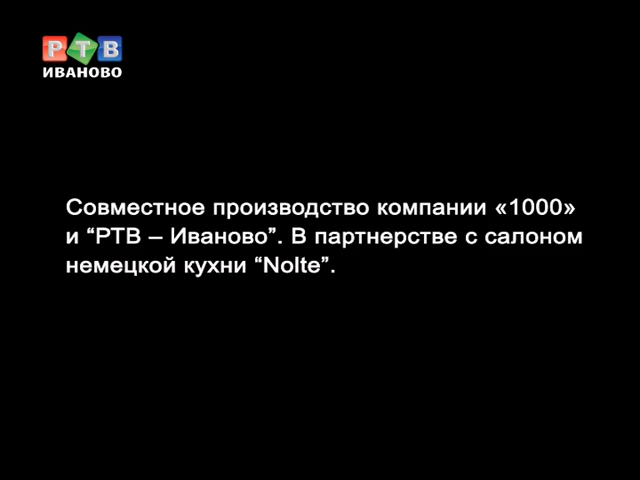 РТВ
ИВАНОВО
Совместное производство компании «1000»
и “РТВ – Иваново”. В партнерстве с салоном
немецкой кухни “Nolte”.